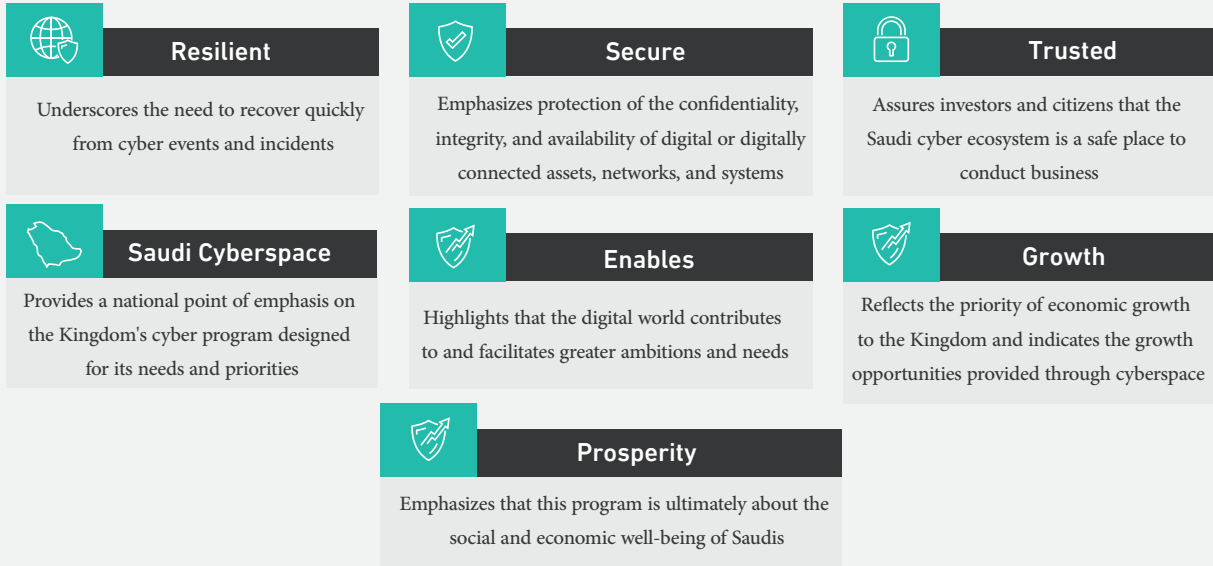 Resilient
Underscores the need to recover quickly
from cyber events and incidents
Secure
Emphasizes protection of the confidentiality,
integrity, and availability of digital or digitally
connected assets, networks, and systems
Trusted
Assures investors and citizens that the
Saudi cyber ecosystem is a safe place to
conduct business
Saudi Cyberspace
Provides a national point of emphasis on
the Kingdom's cyber program designed
for its needs and priorities
Enables
Highlights that the digital world contributes
to and facilitates greater ambitions and needs
Growth
Reflects the priority of economic growth
to the Kingdom and indicates the growth
opportunities provided through cyberspace
Prosperity
Emphasizes that this program is ultimately about the
social and economic well-being of Saudis